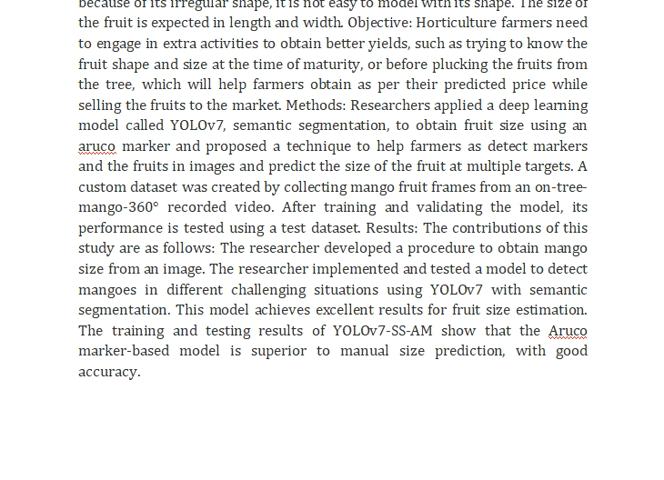 because of its irregular shape, it is not easy to model with its shape. The size of
the fruit is expected in length and width. Objective: Horticulture farmers need
to engage in extra activities to obtain better yields, such as trying to know the
fruit shape and size at the time of maturity, or before plucking the fruits from
the tree, which will help farmers obtain as per their predicted price while
selling the fruits to the market. Methods: Researchers applied a deep learning
model called YOLOv7, semantic segmentation, to obtain fruit size using an
aruco marker and proposed a technique to help farmers as detect markers
and the fruits in images and predict the size of the fruit at multiple targets. A
custom dataset was created by collecting mango fruit frames from an on-tree-
mango-360° recorded video. After training and validating the model, its
performance is tested using a test dataset. Results: The contributions of this
study are as follows: The researcher developed a procedure to obtain mango
size from an image. The researcher implemented and tested a model to detect
mangoes in different challenging situations using YOLOv7 with semantic
segmentation. This model achieves excellent results for fruit size estimation.
The training and testing results of YOLOv7-SS-AM show that the Aruco
marker-based model is superior to manual size prediction, with good
accuracy.